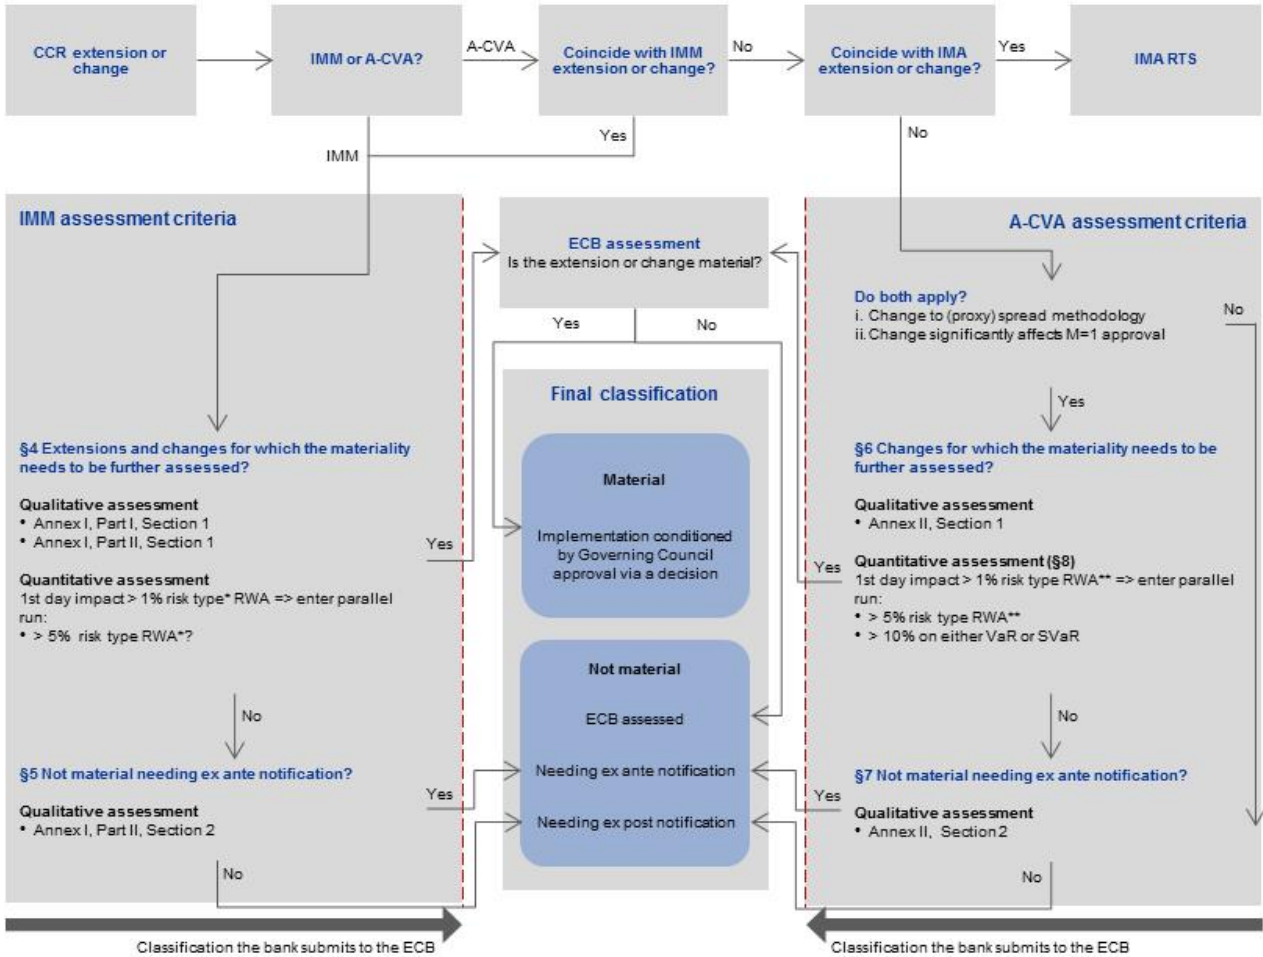 CCR extension or
change
IMM or A-CVA?
A-CVA
Coincide with IMM
extension or change?
No
Coincide with IMA
extension or change?
Yes
IMA RTS
Yes
No
IMM
IMM assessment criteria
§4 Extensions and changes for which the materiality
needs to be further assessed?
Qualitative assessment
• Annex I, Part I, Section 1
• Annex I, Part II, Section 1
Quantitative assessment
1st day impact > 1% risk type* RWA => enter parallel
run:
• > 5% risk type RWA*?
Yes
No
§5 Not material needing ex ante notification?
Qualitative assessment
• Annex I, Part II, Section 2
Yes
No
Classification the bank submits to the ECB
ECB assessment
Is the extension or change material?
Yes
No
Final classification
Material
Implementation conditioned
by Governing Council
approval via a decision
Not material
ECB assessed
Needing ex ante notification
Needing ex post notification
A-CVA assessment criteria
Do both apply?
i. Change to (proxy) spread methodology
ii. Change significantly affects M=1 approval
No
Yes
§6 Changes for which the materiality needs to be
further assessed?
Qualitative assessment
• Annex II, Section 1
Quantitative assessment (§8)
1st day impact > 1% risk type RWA** => enter parallel
run:
• > 5% risk type RWA**
• > 10% on either VaR or SVaR
Yes
No
§7 Not material needing ex ante notification?
Qualitative assessment
• Annex II, Section 2
Yes
No
Classification the bank submits to the ECB